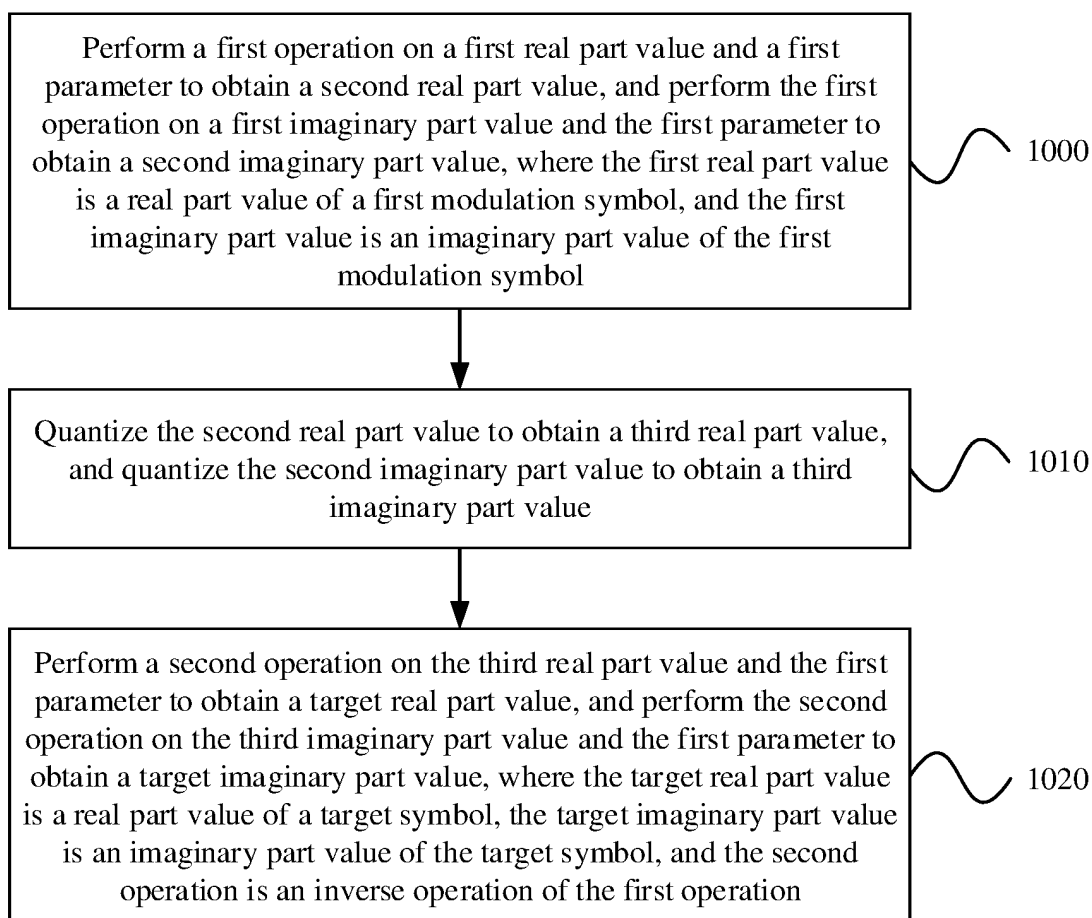 Perform a first operation on a first real part value and a first
parameter to obtain a second real part value, and perform the first
operation on a first imaginary part value and the first parameter to
obtain a second imaginary part value, where the first real part value
is a real part value of a first modulation symbol, and the first
imaginary part value is an imaginary part value of the first
modulation symbol
1000
Quantize the second real part value to obtain a third real part value,
and quantize the second imaginary part value to obtain a third
imaginary part value
1010
Perform a second operation on the third real part value and the first
parameter to obtain a target real part value, and perform the second
operation on the third imaginary part value and the first parameter to
obtain a target imaginary part value, where the target real part value
is a real part value of a target symbol, the target imaginary part value
is an imaginary part value of the target symbol, and the second
operation is an inverse operation of the first operation
1020